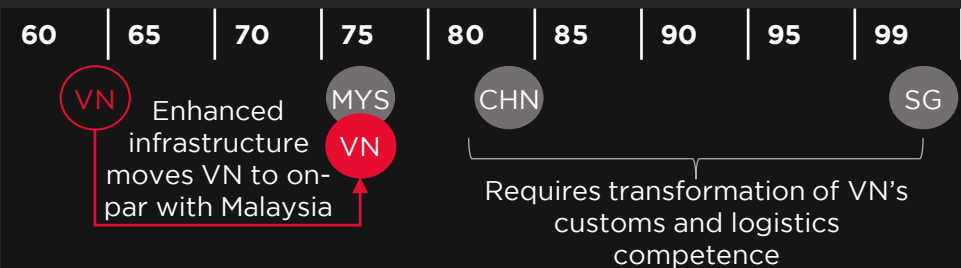 60 65 70 75 80 85 90 95 99
VN MYS CHN SG
Enhanced
infrastructure
moves VN to on-
par with Malaysia
VN
Requires transformation of VN's
customs and logistics
competence